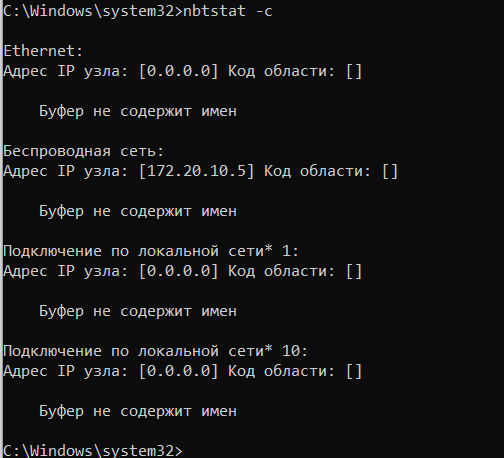 C:\Windows\system32>nbtstat -c
Ethernet:
Адрес IP узла: [0.0.0.0] Код области: []
Буфер не содержит имен
Беспроводная сеть:
Адрес IP узла: [172.20.10.5] Код области: []
Буфер не содержит имен
Подключение по локальной сети* 1:
Адрес IP узла: [0.0.0.0] Код области: []
Буфер не содержит имен
Подключение по локальной сети* 10:
Адрес IP узла: [0.0.0.0] Код области: []
Буфер не содержит имен
C:\Windows\system32>